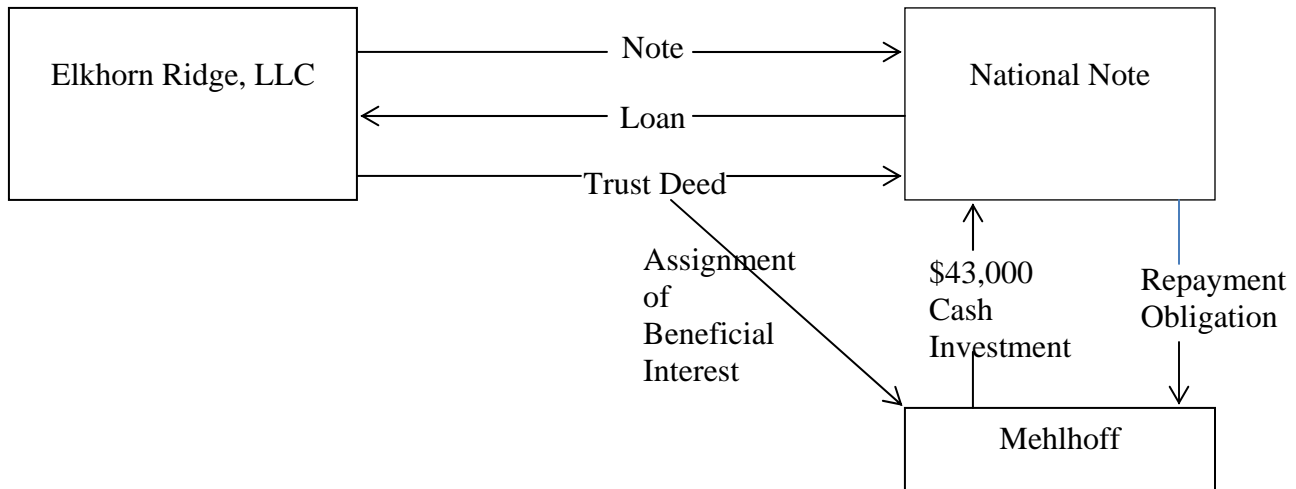 Elkhorn Ridge, LLC
Note
National Note
Loan
Trust Deed
Assignment
of
Beneficial
Interest
$43,000
Cash
Investment
Repayment
Obligation
Mehlhoff